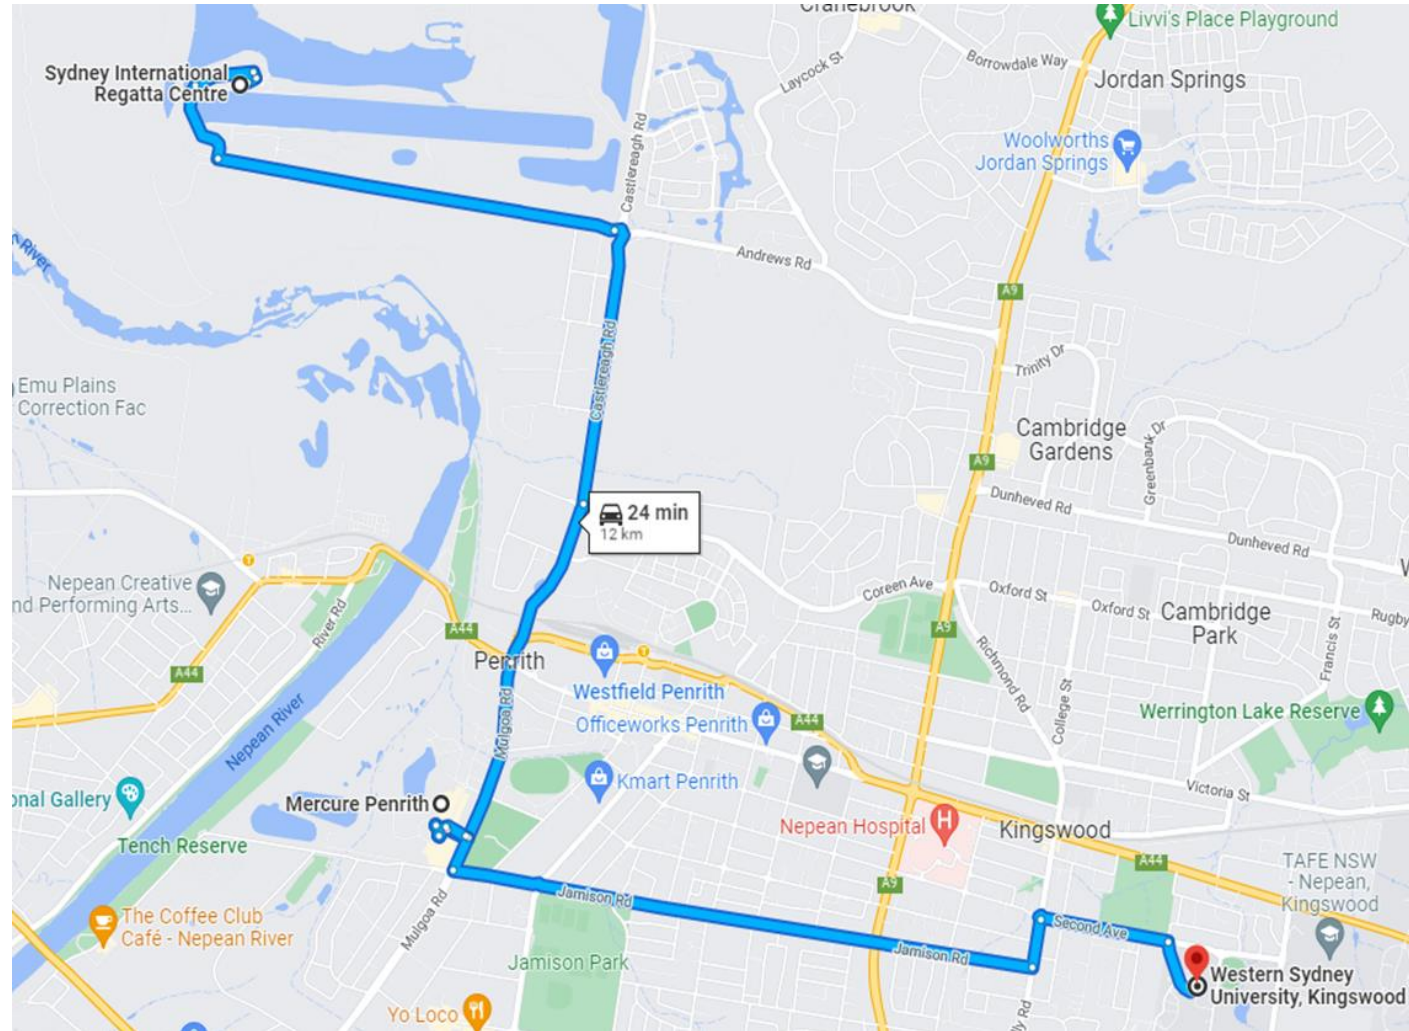 Cranebrook
Livvi's Place Playground
Borrowdale Way
Laycock St
Jordan Springs
Sydney International
Regatta Centre
Castlereagh Rd
Woolworths
Jordan Springs
Andrews Rd
River
A9
Castlereagh Rd
Trinity Dr
Emu Plains
Correction Fac
Cambridge
Gardens
Greenbank Dr
A9
Dunheved Rd
24 min
12 km
Dunheved Rd
Nepean Creative
nd Performing Arts...
River Rd
Coreen Ave
Oxford St
Oxford St
Cambridge
Park
Francis St
Rugby
A44
A9
Penrith
Richmond Rd
A44
Westfield Penrith
College St
Mulgoa Rd
Officeworks Penrith
A44
Werrington Lake Reserve
Nepean River
Kmart Penrith
Victoria St
onal Gallery
Mercure Penrith
Tench Reserve
Nepean Hospital
H
Kingswood
A44
TAFE NSW
- Nepean,
Kingswood
A9
Jamison Rd
The Coffee Club
Café - Nepean River
Mulgoa Rd
Second Ave
Jamison Rd
Jamison Park
Western Sydney
University, Kingswood
Yo Loco
lly Rd